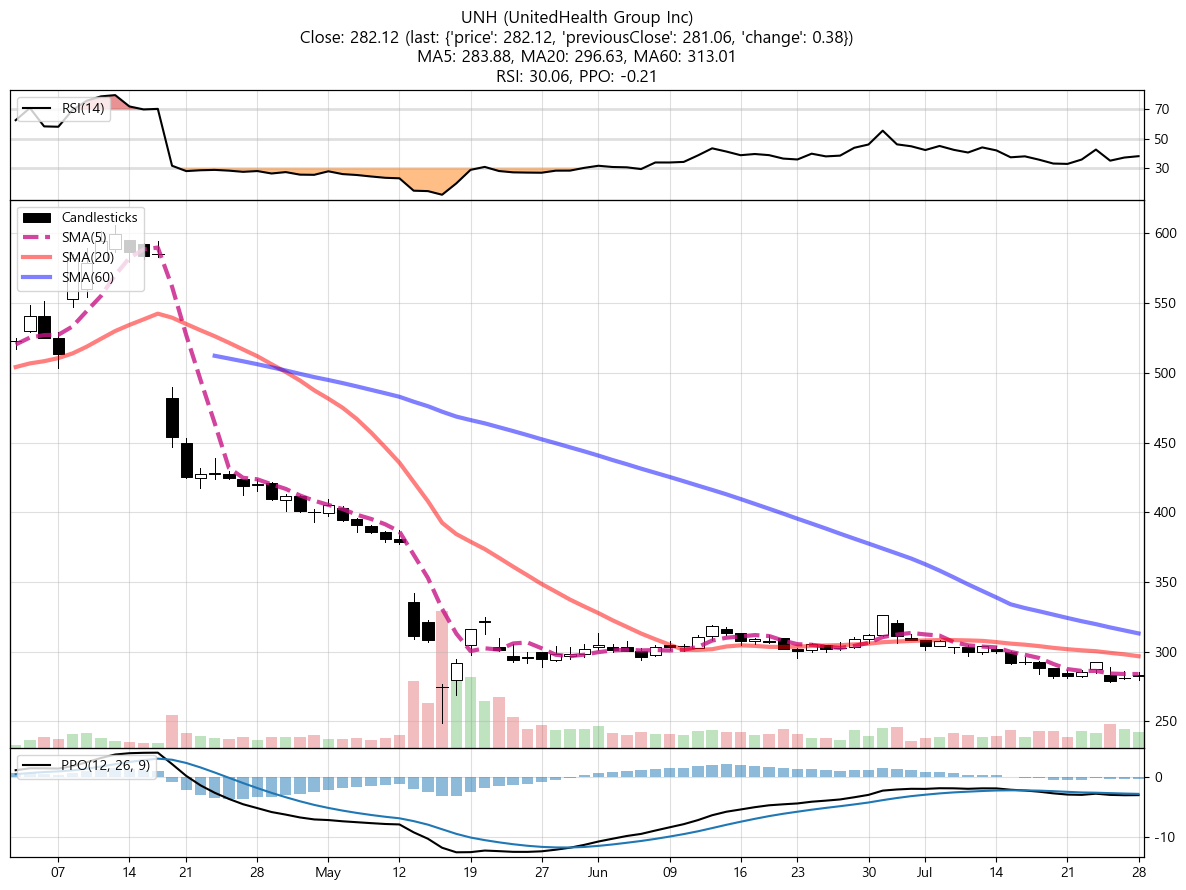 UNH (UnitedHealth Group Inc)
Close: 282.12 (last: {'price': 282.12, 'previousClose': 281.06, 'change': 0.38})
MA5: 283.88, MA20: 296.63, MA60: 313.01
RSI: 30.06, PPO: -0.21
RSI(14)
70
50
30
Candlesticks
SMA(5)
SMA(20)
SMA(60)
600
550
500
450
400
350
300
250
PPO(12, 26, 9)
0
-10
07 14 21 28 May 12 19 27 Jun 09 16 23 30 Jul 14 21 28